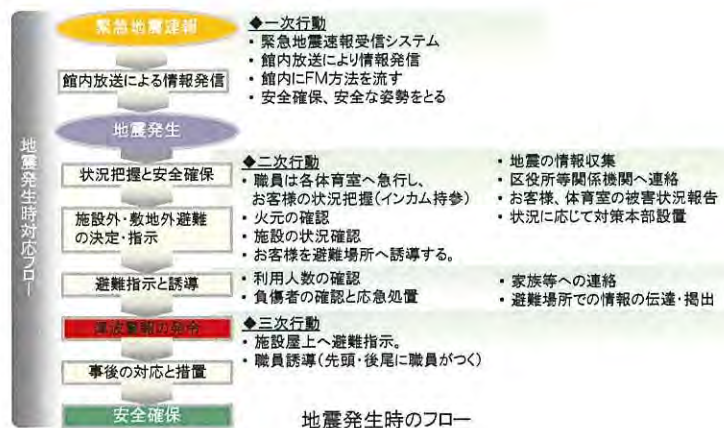 地震発生時対応フロー
緊急地震速報
館内放送による情報発信
地震発生
状況把握と安全確保
施設外・敷地外避難
の決定・指示
避難指示と誘導
津波警報の発令
事後の対応と措置
安全確保
◆一次行動
・緊急地震速報受信システム
・館内放送により情報発信
・館内にFM方法を流す
・安全確保、安全な姿勢をとる
◆二次行動
・職員は各体育室へ急行し、
お客様の状況把握(インカム持参)
・火元の確認
・施設の状況確認
・お客様を避難場所へ誘導する。
・地震の情報収集
・区役所等関係機関へ連絡
・お客様、体育室の被害状況報告
・状況に応じて対策本部設置
・利用人数の確認
・負傷者の確認と応急処置
・家族等への連絡
・避難場所での情報の伝達・掲出
◆三次行動
・施設屋上へ避難指示。
・職員誘導(先頭・後尾に職員がつく)
地震発生時のフロー